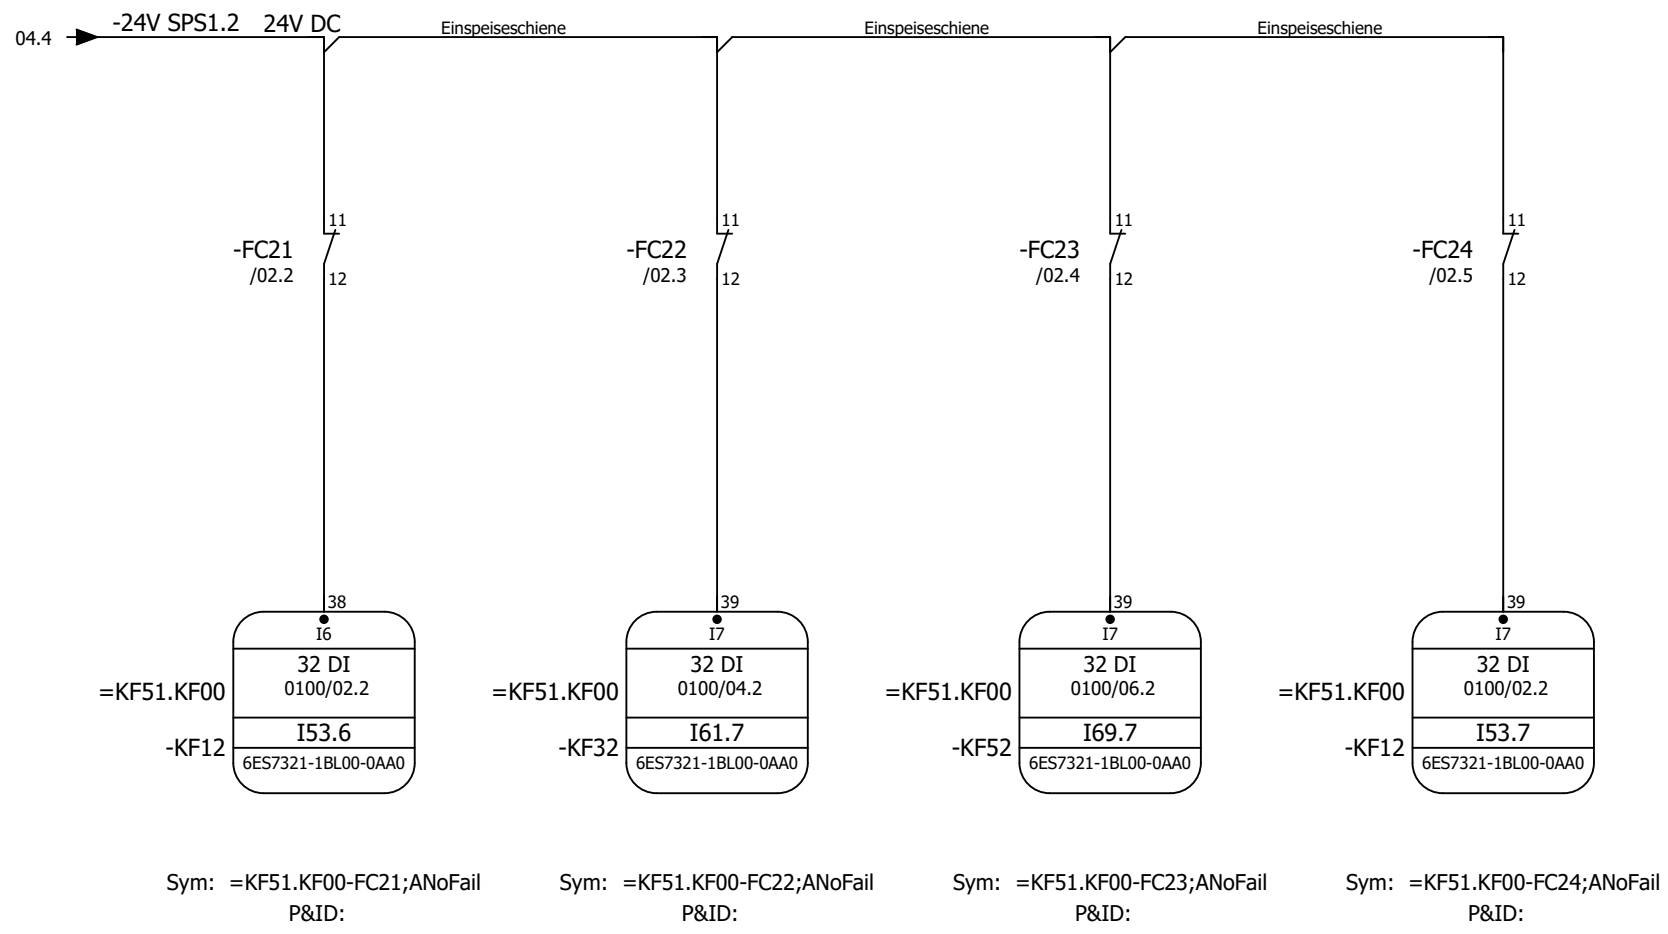 04.4 -24V SPS1.2 24V DC Einspeiseschiene Einspeiseschiene Einspeiseschiene
11 11 11 11
-FC21 -FC22 -FC23 -FC24
/02.2 12 /02.3 12 /02.4 12 /02.5 12
38 39 39 39
I6 I7 I7 I7
32 DI 32 DI 32 DI 32 DI
=KF51.KF00 0100/02.2 =KF51.KF00 0100/04.2 =KF51.KF00 0100/06.2 =KF51.KF00 0100/02.2
-KF12 I53.6 -KF32 I61.7 -KF52 I69.7 -KF12 I53.7
6ES7321-1BL00-0AA0 6ES7321-1BL00-0AA0 6ES7321-1BL00-0AA0 6ES7321-1BL00-0AA0
Sym: =KF51.KF00-FC21;ANoFail Sym: =KF51.KF00-FC22;ANoFail Sym: =KF51.KF00-FC23;ANoFail Sym: =KF51.KF00-FC24;ANoFail
P&ID: P&ID: P&ID: P&ID: